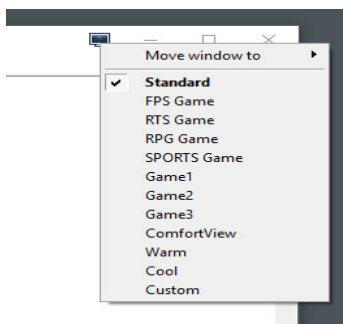 Move window to
Standard
FPS Game
RTS Game
RPG Game
SPORTS Game
Game1
Game2
Game3
ComfortView
Warm
Cool
Custom